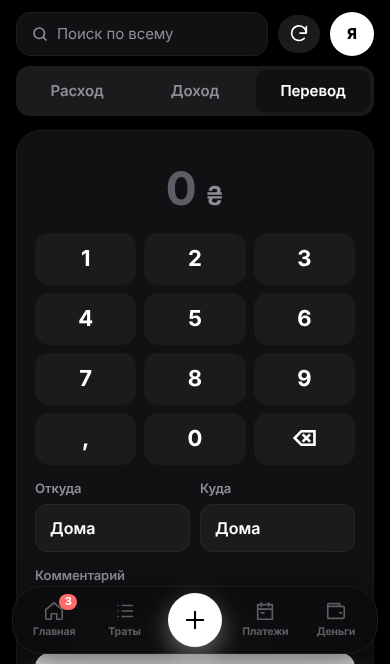 Поиск по всему
Я
Расход Доход Перевод
0 ₴
1 2 3
4 5 6
7 8 9
, 0
Откуда Куда
Дома Дома
Комментарий
3
Главная Траты Платежи Деньги